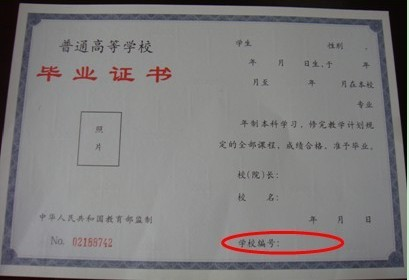 普通高等学校
毕业证书
照
片
中华人民共和国教育部监制
No. 02188742
学生 性别 ,
年 月 日生,于 年
月至 年 月在本校
专业
年制本科学习,修完教学计划规
定的全部课程,成绩合格,准予毕业。
校(院)长:
校 名:
年 月 日
学校编号: